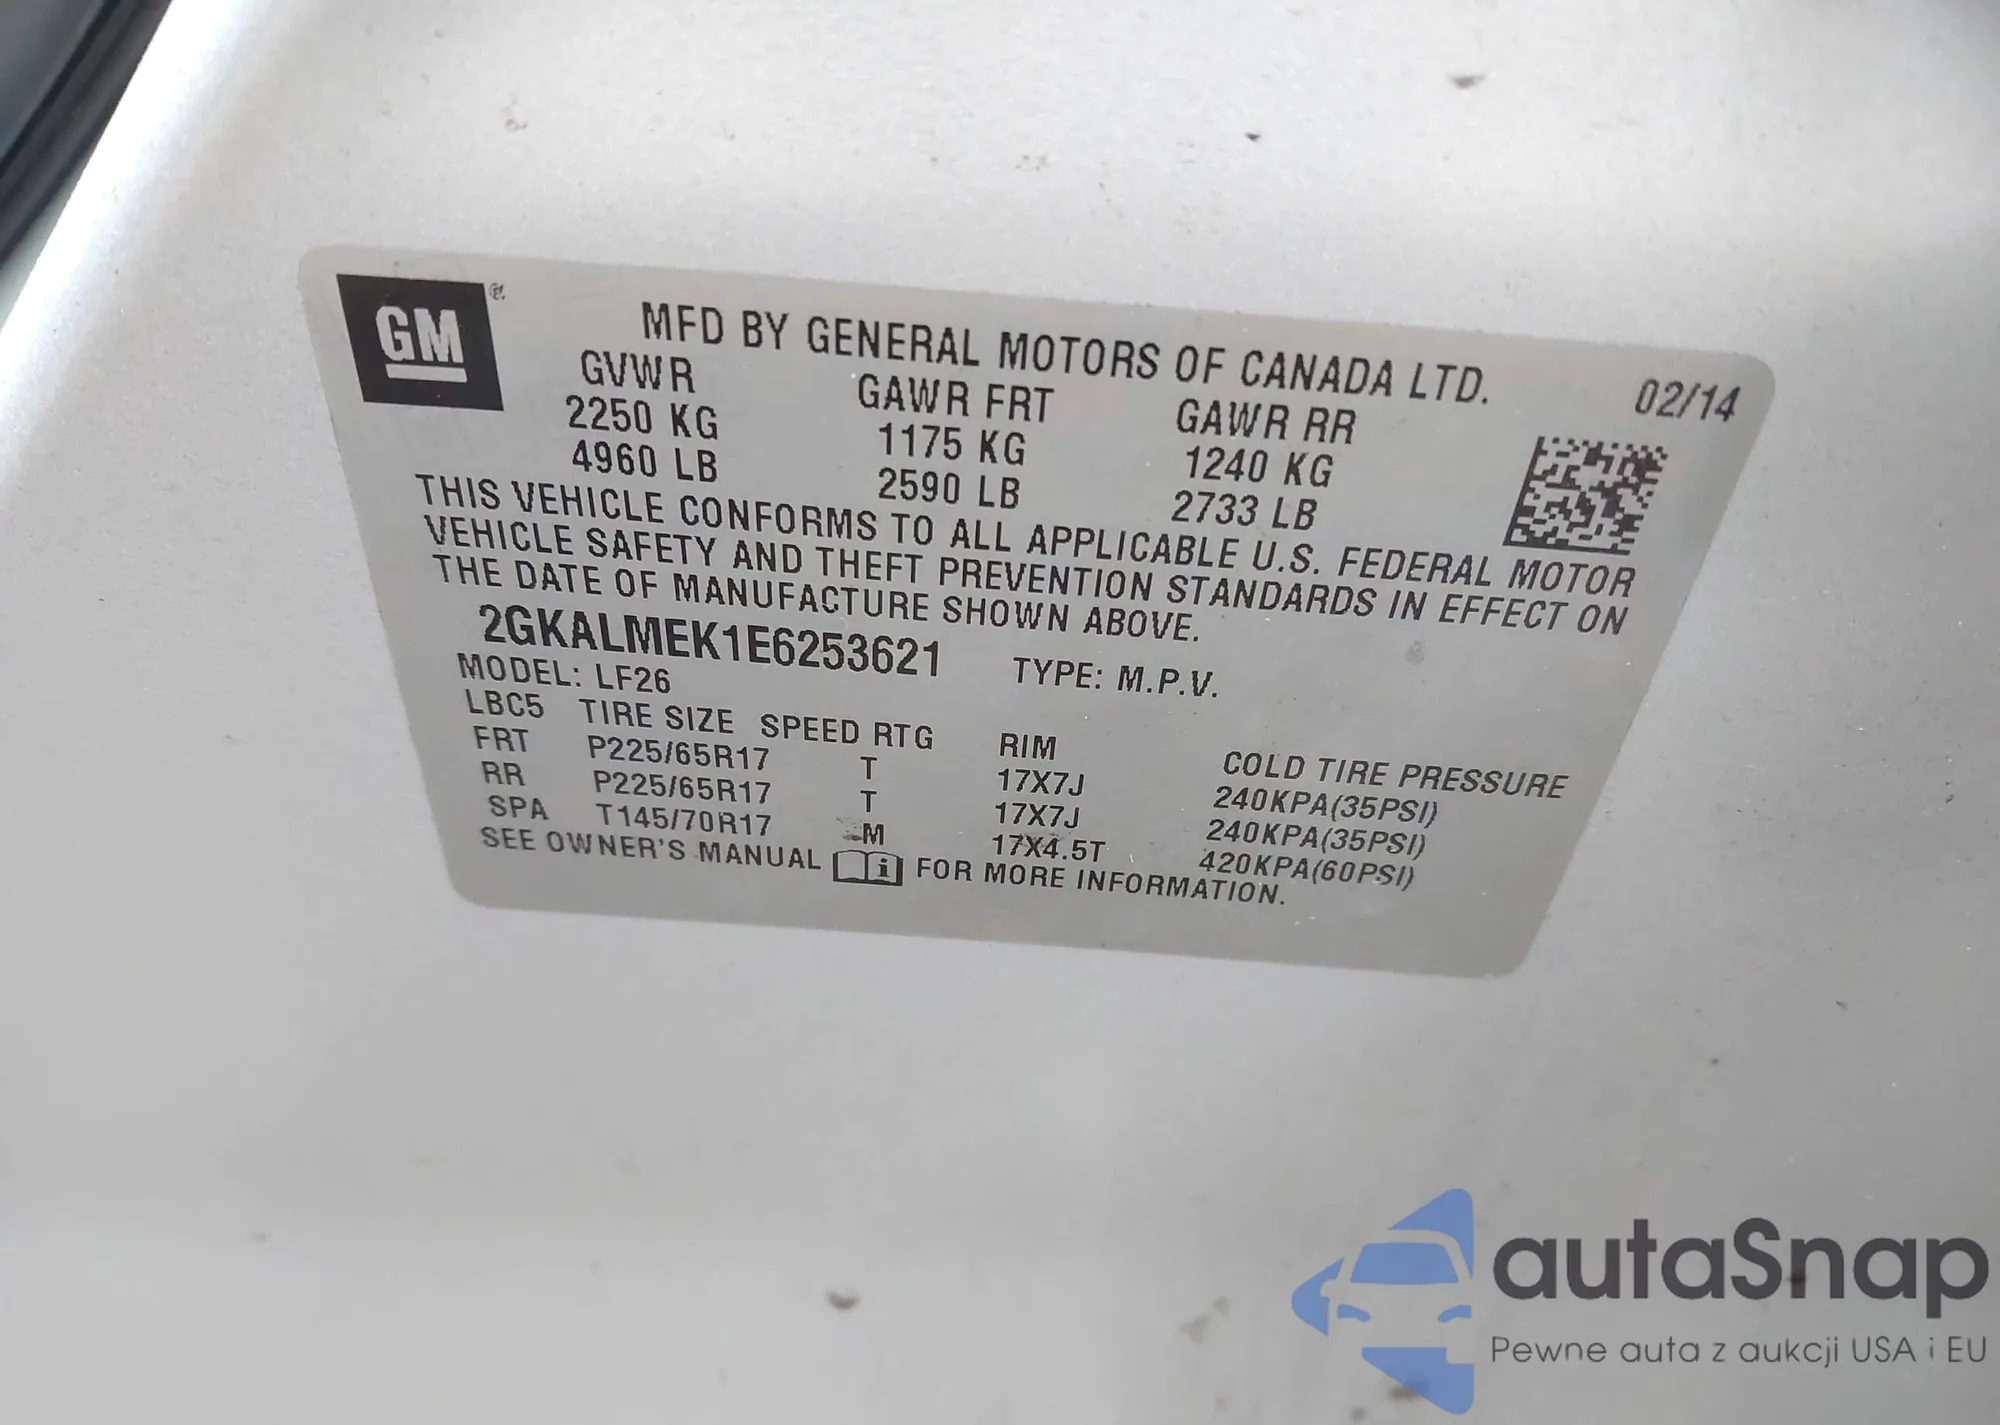 GM ®
MFD BY GENERAL MOTORS OF CANADA LTD.
02/14
GVWR GAWR FRT GAWR RR
2250 KG 1175 KG 1240 KG
4960 LB 2590 LB 2733 LB
THIS VEHICLE CONFORMS TO ALL APPLICABLE U.S. FEDERAL MOTOR
VEHICLE SAFETY AND THEFT PREVENTION STANDARDS IN EFFECT ON
THE DATE OF MANUFACTURE SHOWN ABOVE.
2GKALMEK1E6253621 TYPE: M.P.V.
MODEL: LF26
LBC5 TIRE SIZE SPEED RTG RIM COLD TIRE PRESSURE
FRT P225/65R17 T 17X7J 240KPA(35PSI)
RR P225/65R17 T 17X7J 240KPA(35PSI)
SPA T145/70R17 M 17X4.5T 420KPA(60PSI)
SEE OWNER'S MANUAL i FOR MORE INFORMATION.
autaSnap
Pewne auta z aukcji USA i EU